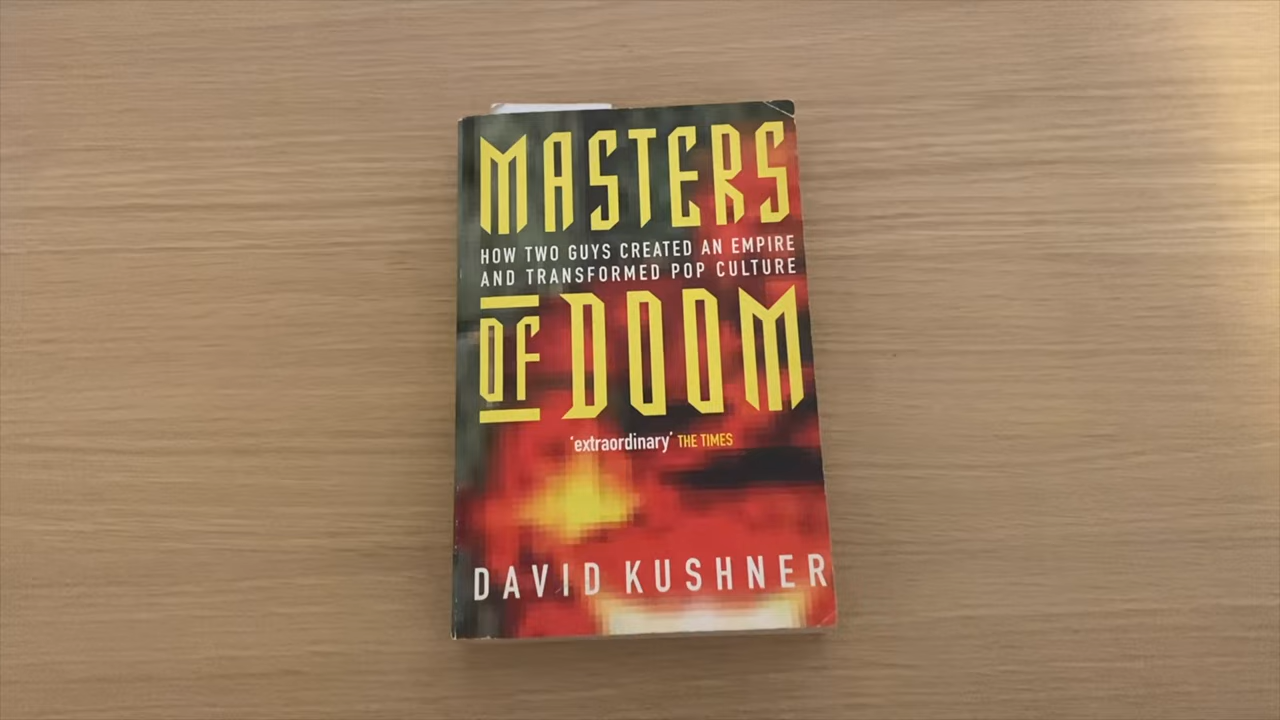 MASTERS
HOW TWO GUYS CREATED AN EMPIRE
AND TRANSFORMED POP CULTURE
OF DOOM
'extraordinary' THE TIMES
DAVID KUSHNER